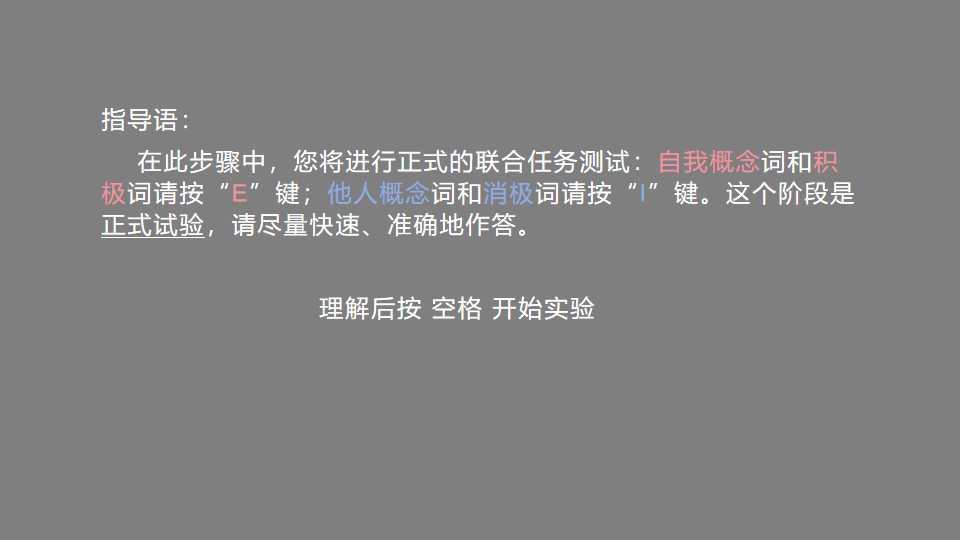 指导语：
在此步骤中，您将进行正式的联合任务测试：自我概念词和积
极词请按“E”键；他人概念词和消极词请按“I”键。这个阶段是
正式试验，请尽量快速、准确地作答。
理解后按 空格 开始实验